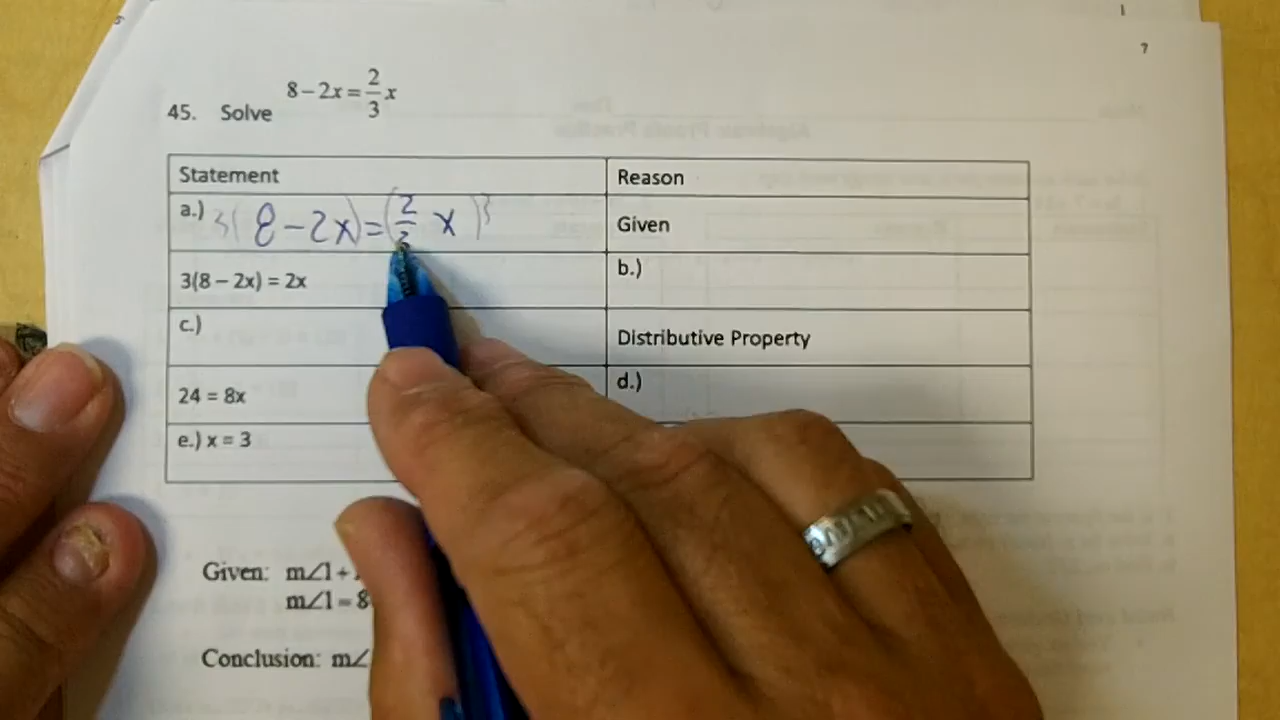 7
8 – 2x = 2/3 x
45. Solve
Statement Reason
a.) 3( 8 – 2x) = (2/3 x )3 Given
3(8 – 2x) = 2x b.)
c.) Distributive Property
24 = 8x d.)
e.) x = 3
Given: m∠1 +
m∠1 = 8
Conclusion: m∠